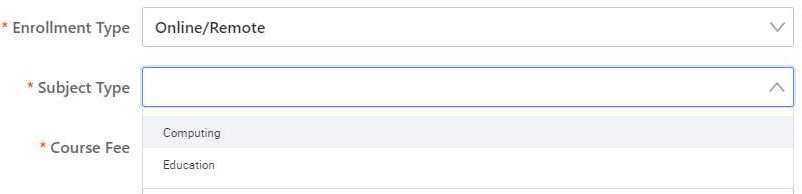 * Enrollment Type Online/Remote
* Subject Type
Computing
* Course Fee
Education